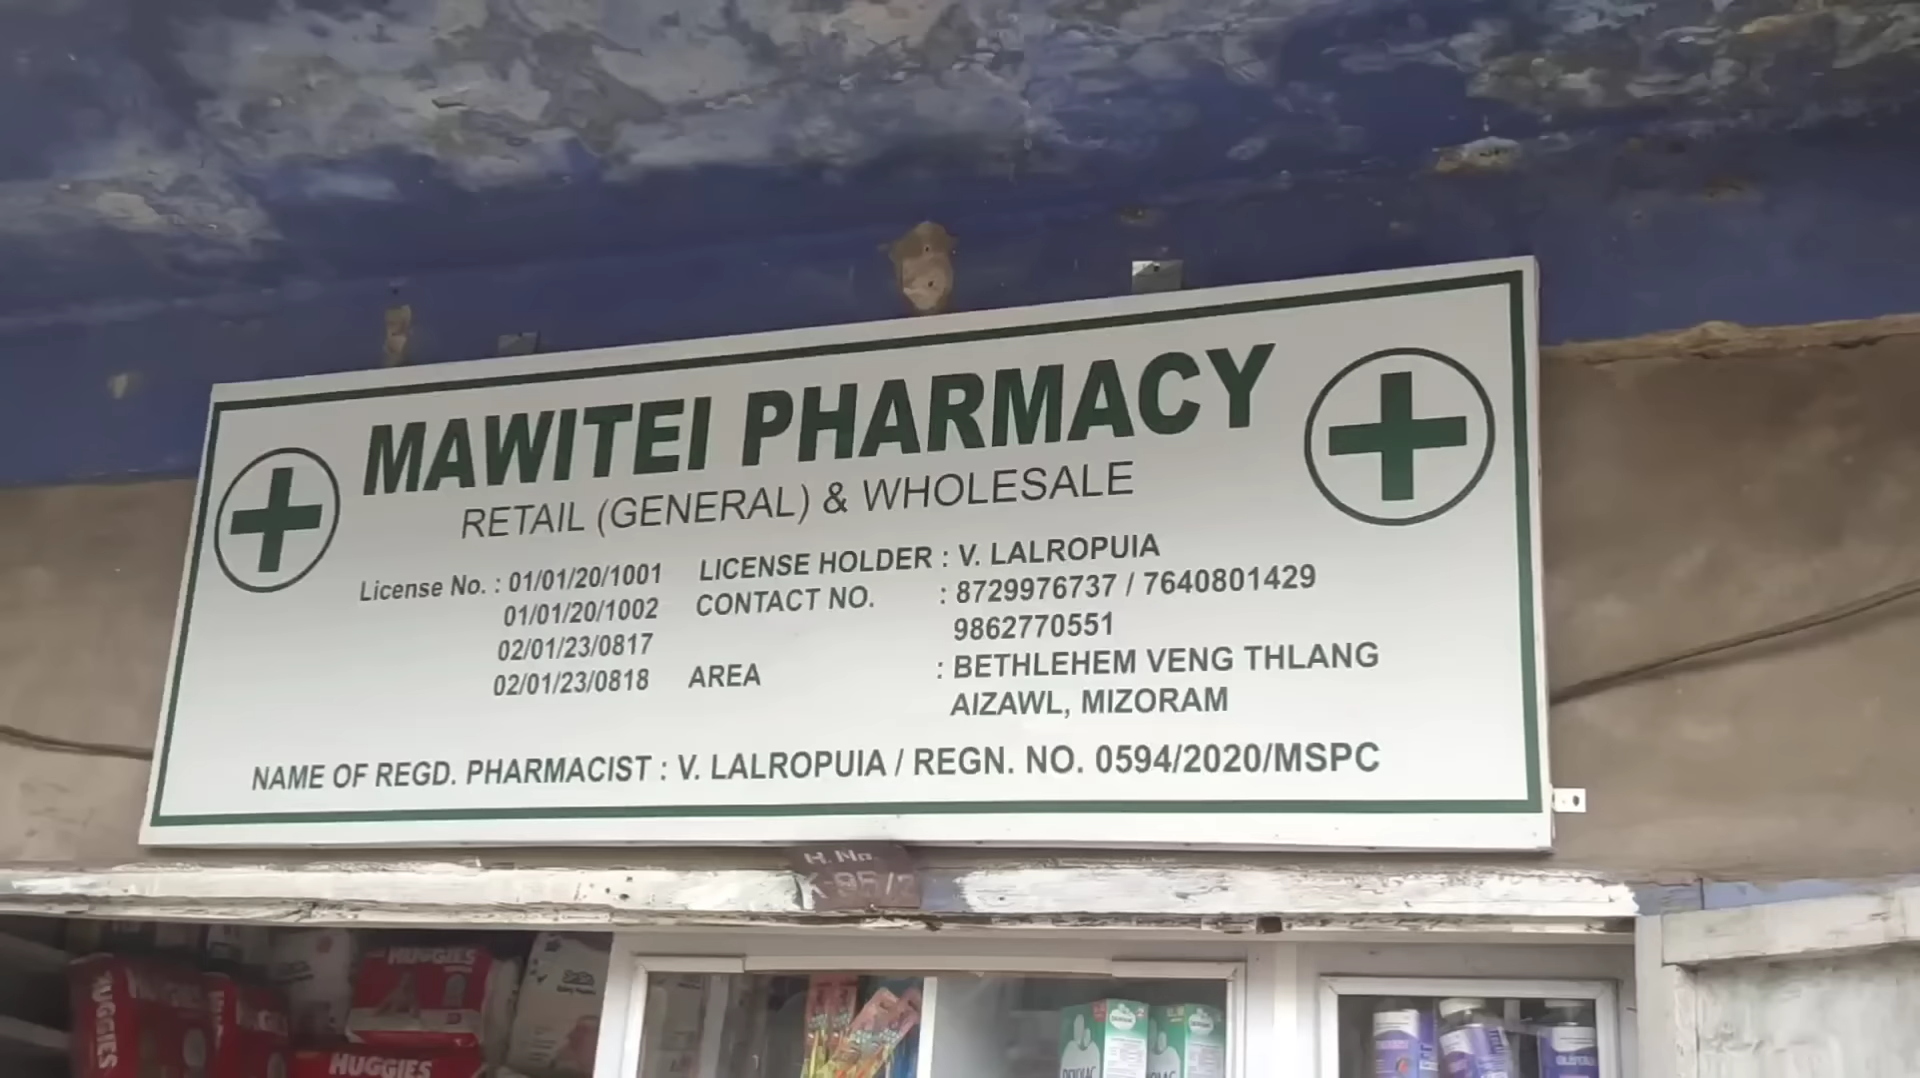 MAWITEI PHARMACY
RETAIL (GENERAL) & WHOLESALE
License No. : 01/01/20/1001
01/01/20/1002
02/01/23/0817
02/01/23/0818
LICENSE HOLDER : V. LALROPUIA
CONTACT NO. : 8729976737 / 7640801429
9862770551
AREA : BETHLEHEM VENG THLANG
AIZAWL, MIZORAM
NAME OF REGD. PHARMACIST : V. LALROPUIA / REGN. NO. 0594/2020/MSPC
H. No.
HUGGIES
HUGGIES
HUGGIES